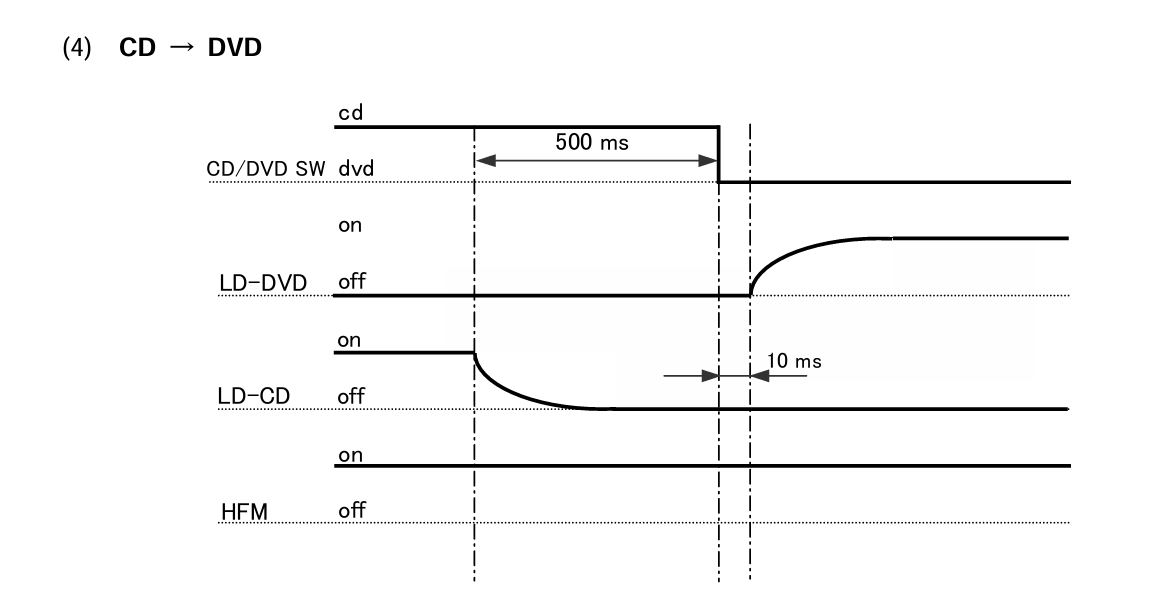 (4) CD → DVD
cd
500 ms
CD/DVD SW dvd
on
LD-DVD off
on
10 ms
LD-CD off
on
HFM off